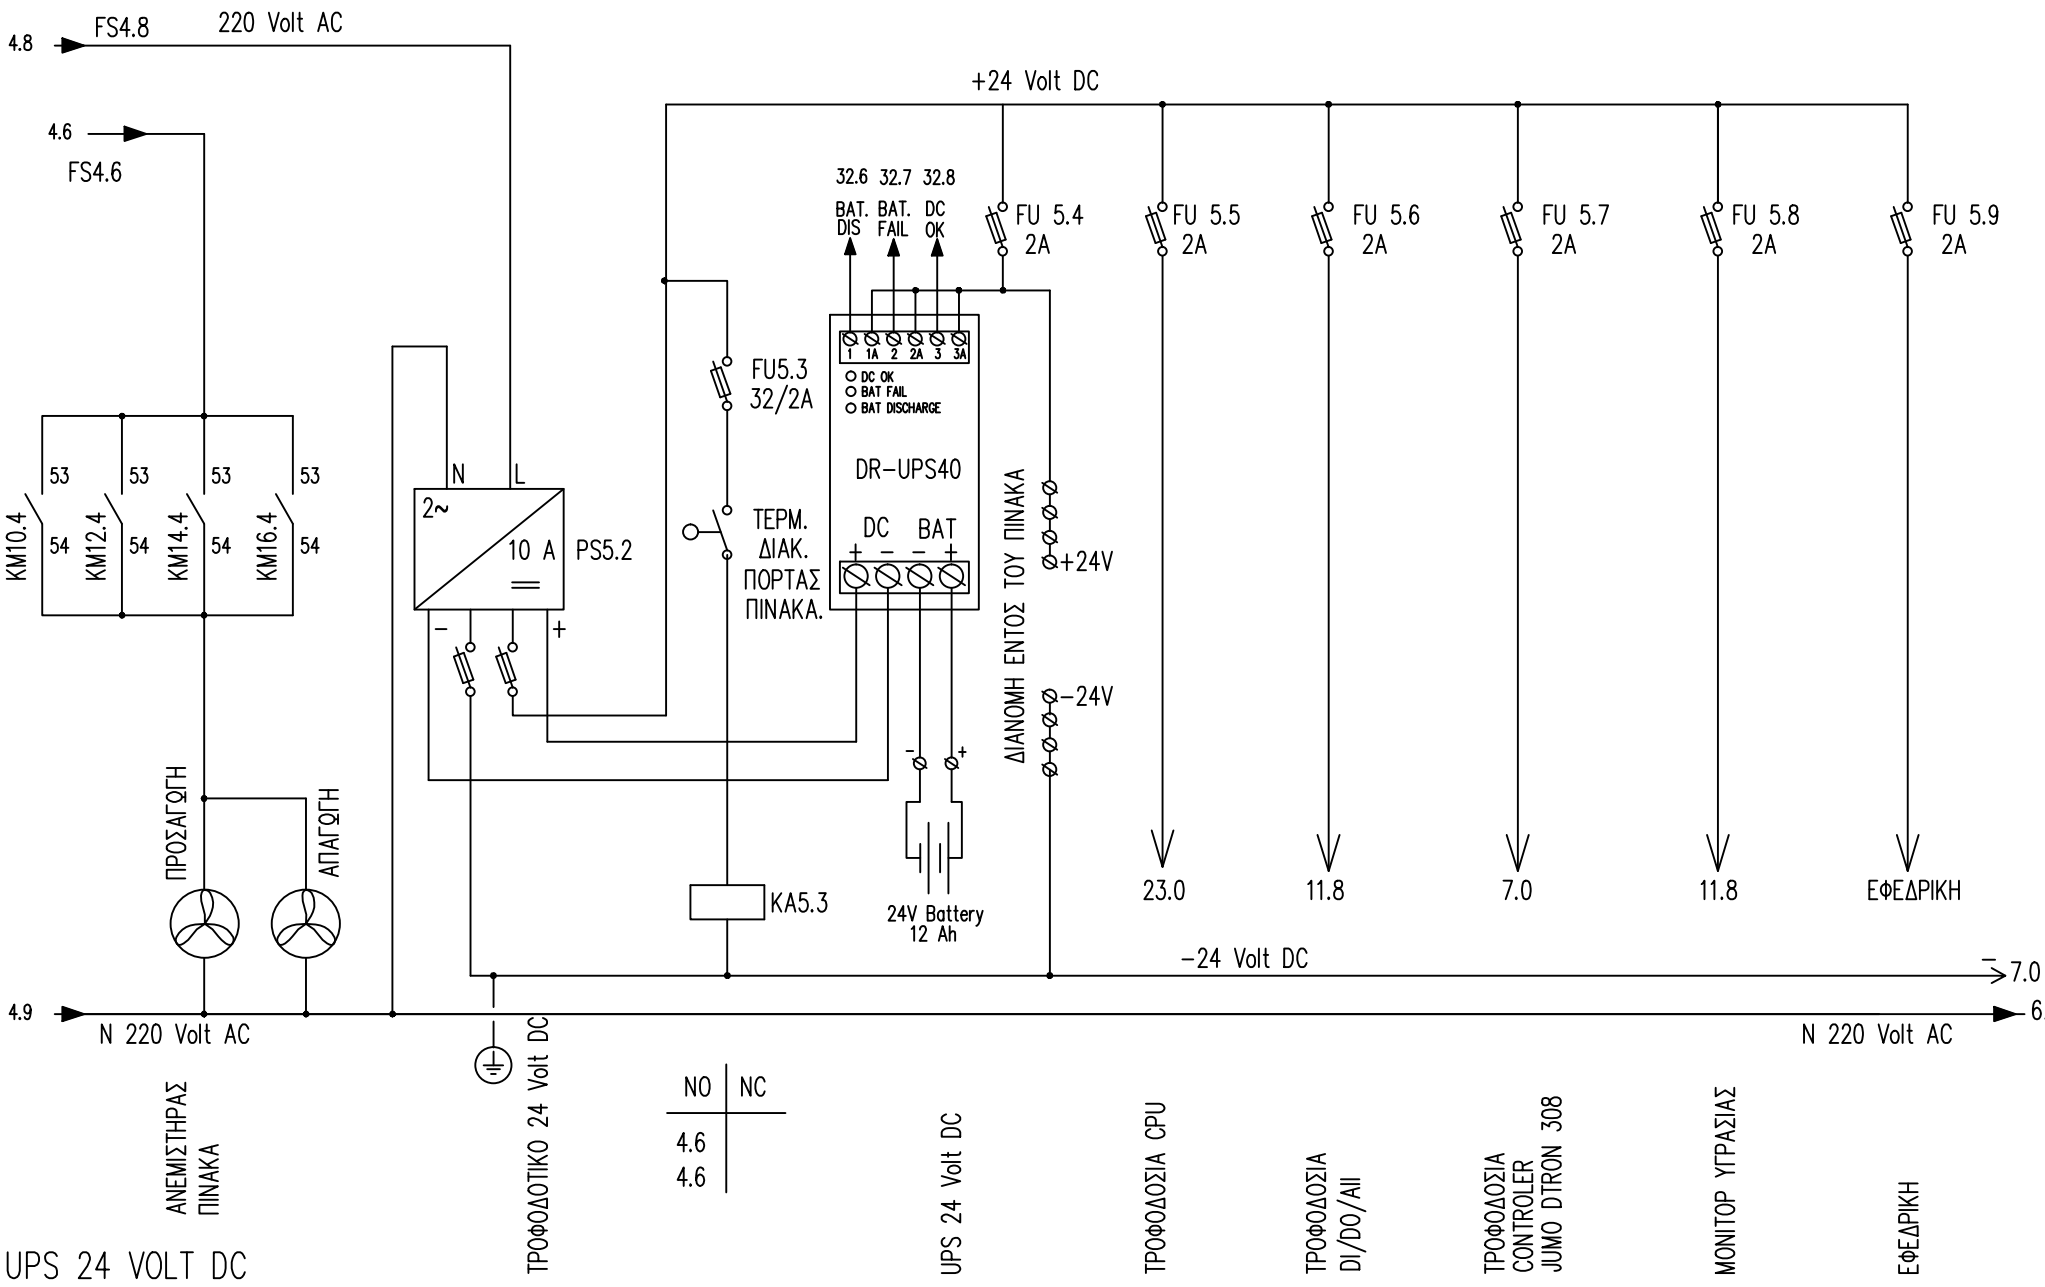 4.8
FS4.8
220 Volt AC
4.6
FS4.6
+24 Volt DC
32.6 32.7 32.8
BAT. DIS
BAT. FAIL
DC OK
FU 5.4
2A
FU 5.5
2A
FU 5.6
2A
FU 5.7
2A
FU 5.8
2A
FU 5.9
2A
1 1A 2 2A 3 3A
DC OK
BAT FAIL
BAT DISCHARGE
DR-UPS40
DC BAT
+ - - +
FU5.3
32/2A
ΤΕΡΜ.
ΔΙΑΚ.
ΠΟΡΤΑΣ
ΠΙΝΑΚΑ.
N L
2~
10 A
PS5.2
- +
53 53 53 53
KM10.4 KM12.4 KM14.4 KM16.4
54 54 54 54
ΔΙΑΝΟΜΗ ΕΝΤΟΣ ΤΟΥ ΠΙΝΑΚΑ
+24V
-24V
- +
24V Battery
12 Ah
ΠΡΟΣΑΓΩΓΗ
ΑΠΑΓΩΓΗ
KA5.3
23.0
11.8
7.0
11.8
ΕΦΕΔΡΙΚΗ
-24 Volt DC
- 7.0
4.9
N 220 Volt AC
N 220 Volt AC
6.
NO NC
4.6
4.6
ΑΝΕΜΙΣΤΗΡΑΣ
ΠΙΝΑΚΑ
ΤΡΟΦΟΔΟΤΙΚΟ 24 Volt DC
UPS 24 Volt DC
ΤΡΟΦΟΔΟΣΙΑ CPU
ΤΡΟΦΟΔΟΣΙΑ
DI/DO/AII
ΤΡΟΦΟΔΟΣΙΑ
CONTROLER
JUMO DTRON 308
ΜΟΝΙΤΟΡ ΥΓΡΑΣΙΑΣ
ΕΦΕΔΡΙΚΗ
UPS 24 VOLT DC